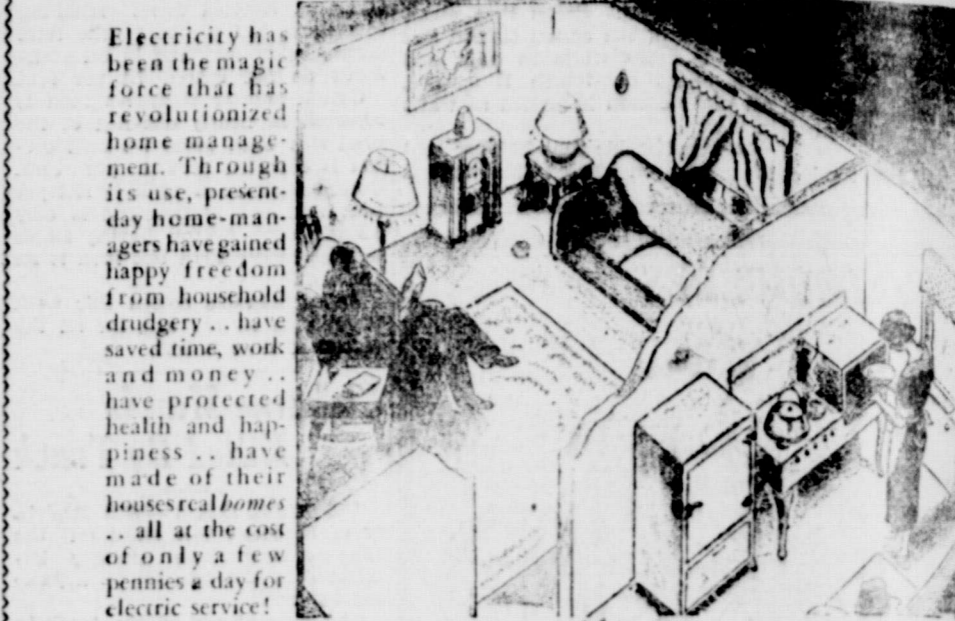 Electricity has
been the magic
force that has
revolutionized
home manage-
ment. Through
its use, present-
day home-man-
agers have gained
happy freedom
from household
drudgery .. have
saved time, work
and money ..
have protected
health and hap-
piness .. have
made of their
houses real homes
.. all at the cost
of only a few
pennies a day for
electric service!